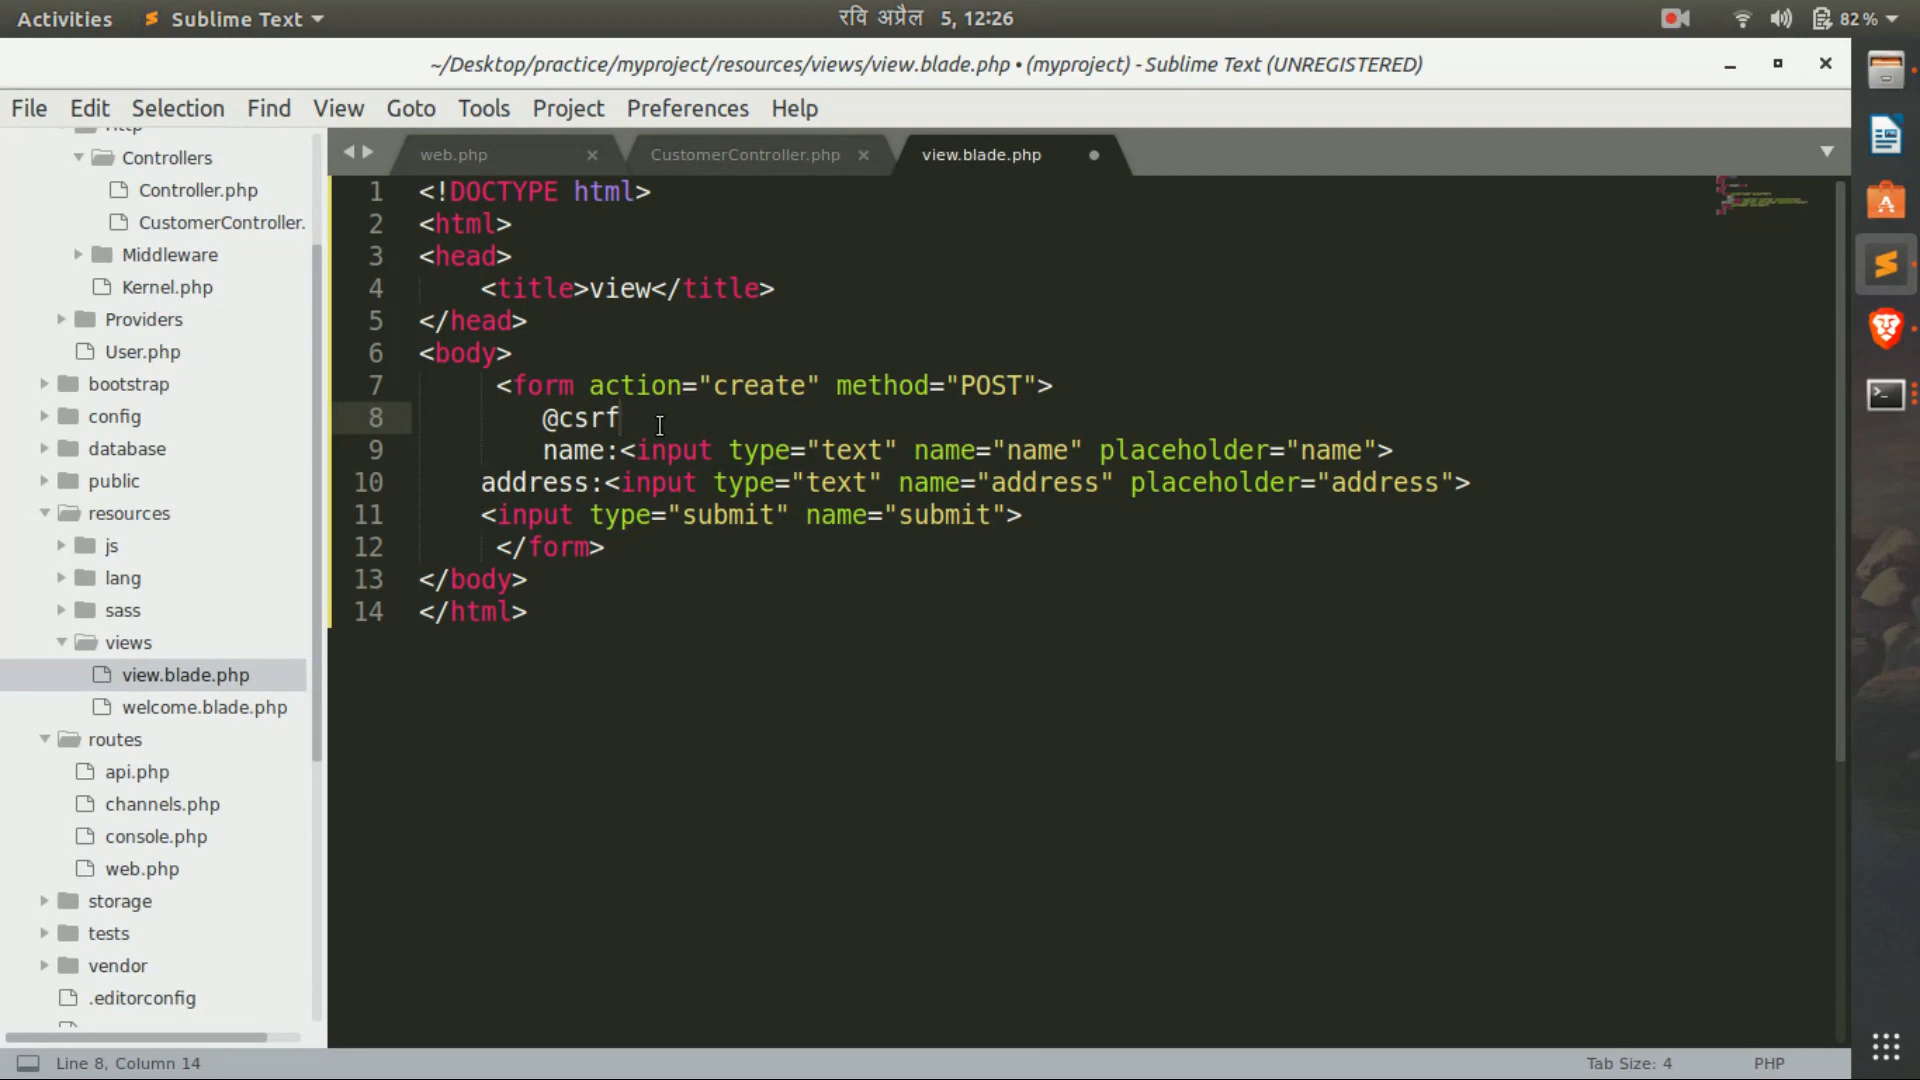 Activities
Sublime Text
रवि अप्रैल 5, 12:26
82 %
~/Desktop/practice/myproject/resources/views/view.blade.php • (myproject) - Sublime Text (UNREGISTERED)
File Edit Selection Find View Goto Tools Project Preferences Help
Http
Controllers
Controller.php
CustomerController.
Middleware
Kernel.php
Providers
User.php
bootstrap
config
database
public
resources
js
lang
sass
views
view.blade.php
welcome.blade.php
routes
api.php
channels.php
console.php
web.php
storage
tests
vendor
.editorconfig
web.php
CustomerController.php
view.blade.php
1 <!DOCTYPE html>
2 <html>
3 <head>
4 <title>view</title>
5 </head>
6 <body>
7 <form action="create" method="POST">
8 @csrf
9 name:<input type="text" name="name" placeholder="name">
10 address:<input type="text" name="address" placeholder="address">
11 <input type="submit" name="submit">
12 </form>
13 </body>
14 </html>
Line 8, Column 14
Tab Size: 4
PHP